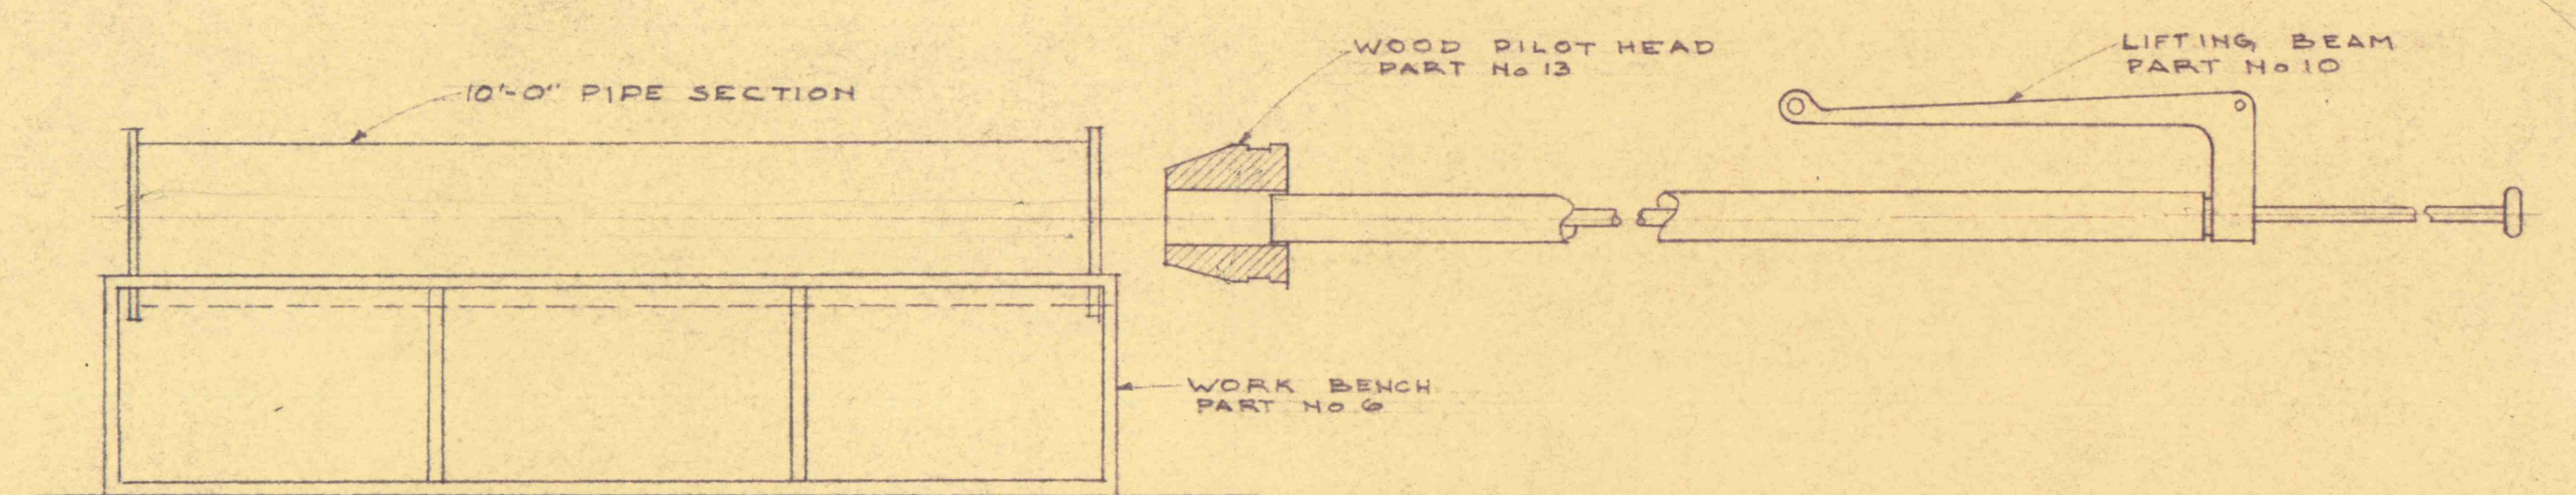 10'-0" PIPE SECTION
WOOD PILOT HEAD
PART No 13
LIFTING BEAM
PART No 10
WORK BENCH
PART No 6